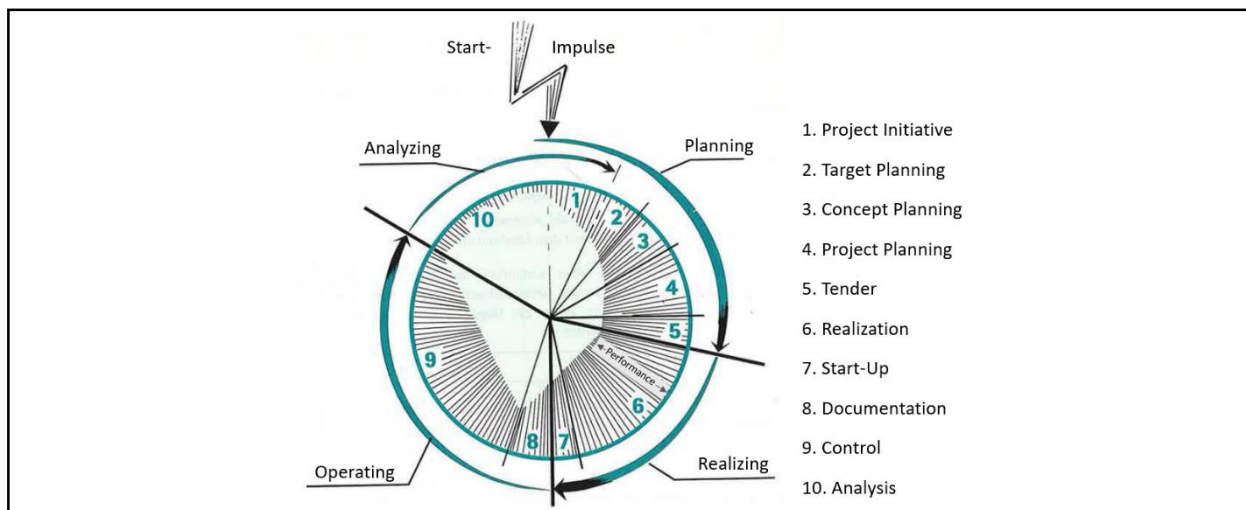 Start- Impulse
Analyzing
Planning
1
2
3
4
5
6
7
8
9
10
Performance
Operating
Realizing
1. Project Initiative
2. Target Planning
3. Concept Planning
4. Project Planning
5. Tender
6. Realization
7. Start-Up
8. Documentation
9. Control
10. Analysis